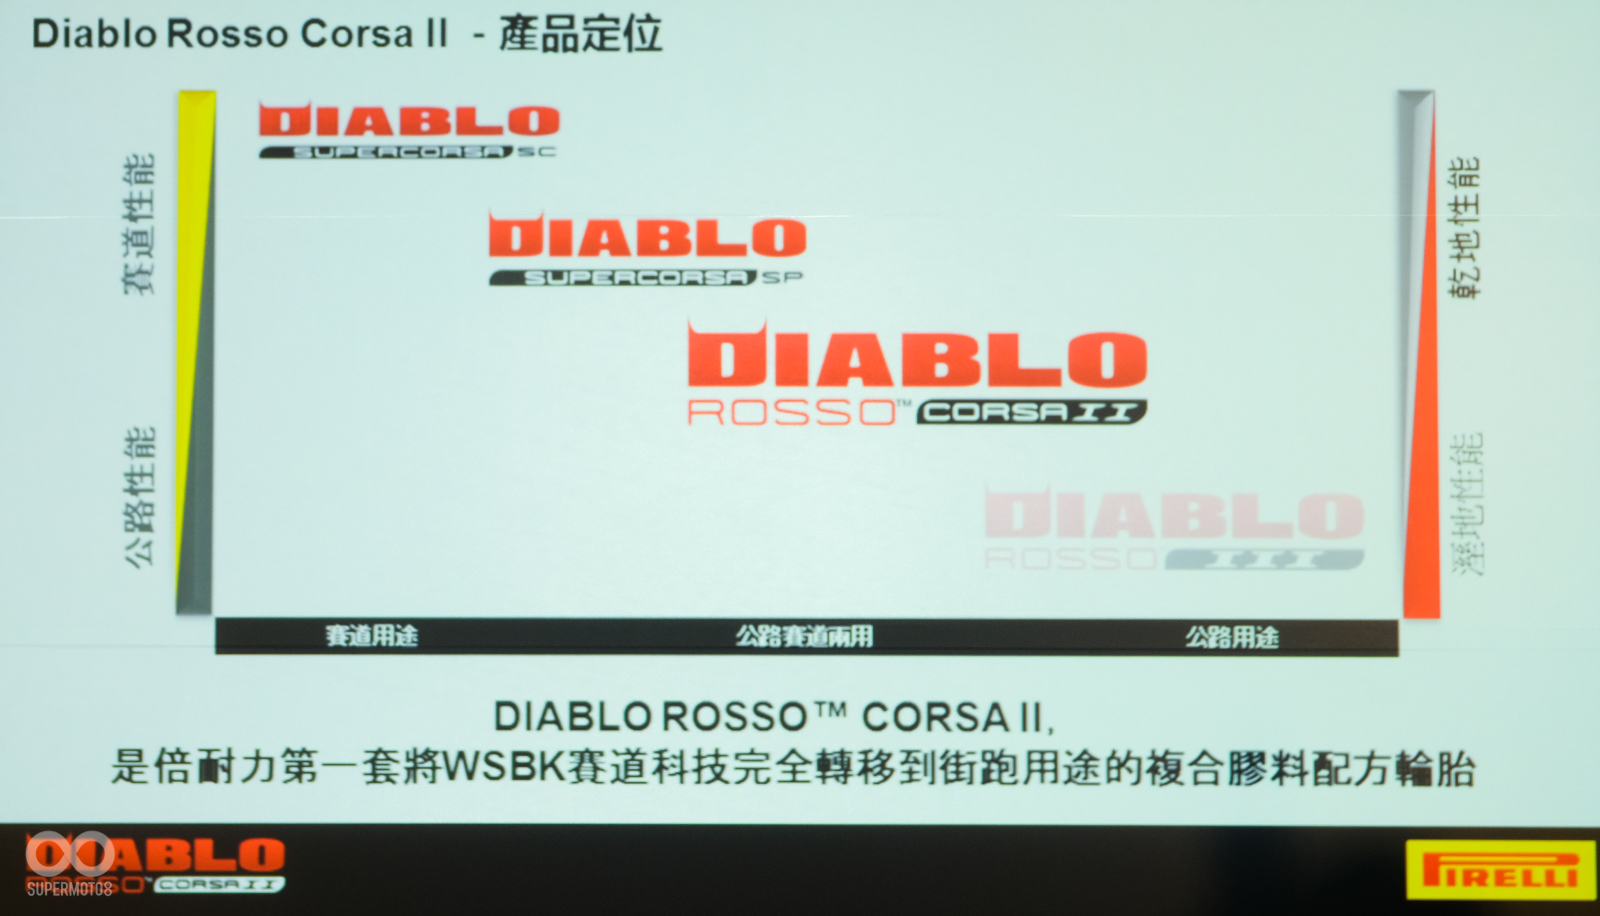 Diablo Rosso Corsa II - 產品定位
DIABLO
SUPERCORSA SC
賽道性能
乾地性能
DIABLO
SUPERCORSA SP
DIABLO
ROSSO™ CORSA II
公路性能
濕地性能
DIABLO
ROSSO
賽道用途
公路賽道兩用
公路用途
DIABLO ROSSO™ CORSA II,
是倍耐力第一套將WSBK賽道科技完全轉移到街跑用途的複合膠料配方輪胎
DIABLO
ROSSO™ CORSA II
SUPERMOTO8
PIRELLI